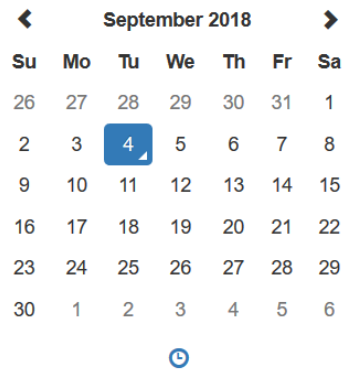 September 2018
Su Mo Tu We Th Fr Sa
26 27 28 29 30 31 1
2 3 4 5 6 7 8
9 10 11 12 13 14 15
16 17 18 19 20 21 22
23 24 25 26 27 28 29
30 1 2 3 4 5 6